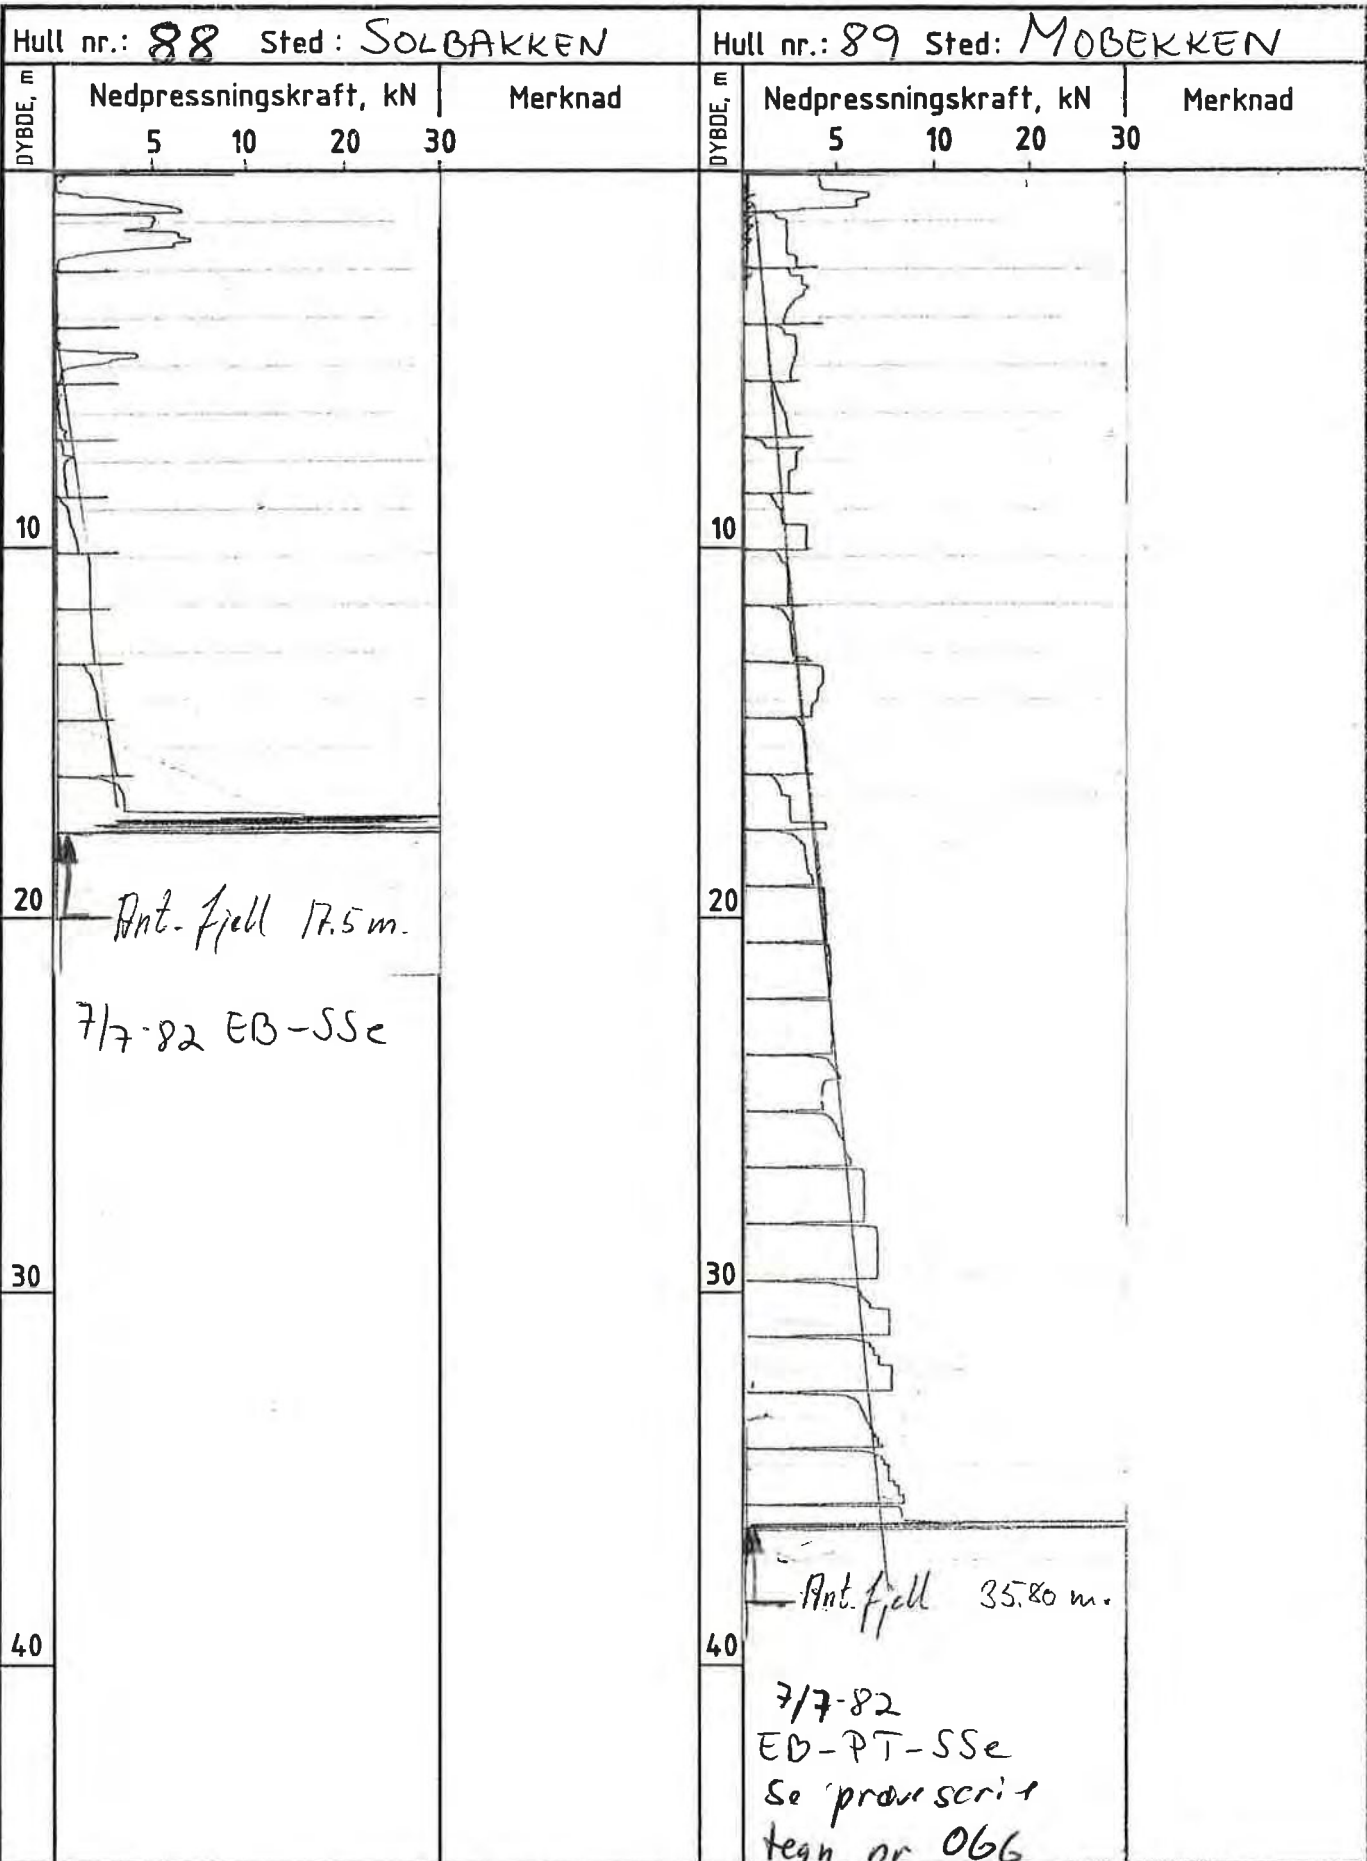 Hull nr.: 88 Sted: SOLBAKKEN
DYBDE, m
Nedpressningskraft, kN
Merknad
5 10 20 30
10
20
Ant. fjell 17.5 m.
7/7-82 EB-SSe
30
40
Hull nr.: 89 Sted: MOBEKKEN
DYBDE, m
Nedpressningskraft, kN
Merknad
5 10 20 30
10
20
30
Ant. fjell 35.80 m.
40
7/7-82
EB-PT-SSe
Se prøveserie
tegn nr 066